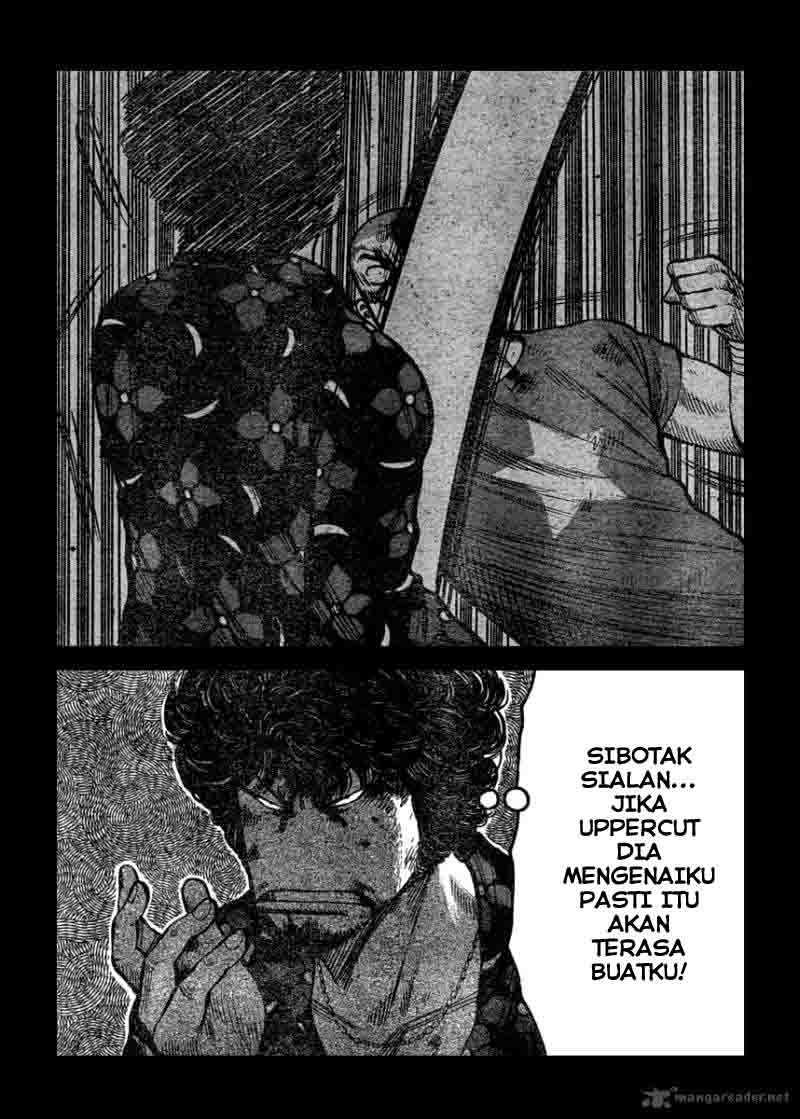 SIBOTAK
SIALAN...
JIKA
UPPERCUT
DIA
MENGENAIKU
PASTI ITU
AKAN
TERASA
BUATKU!
mangareader.net